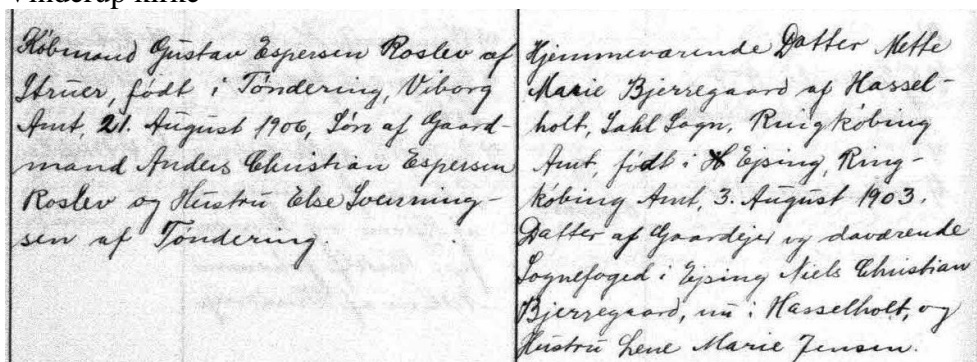 Vinderup kirke
Købmand Gustav Espersen Roslev af
Struer, født i Tøndering, Viborg
Amt, 21. August 1906, Søn af Gaard-
mand Anders Christian Espersen
Roslev og Hustru Else Loevning-
sen af Tøndering.
Hjemmeværende Datter Mette
Marie Bjerregaard af Hassel-
holt, Sahl Sogn, Ringkøbing
Amt, født i Ejsing, Ring-
købing Amt, 3. August 1903.
Datter af Gaardejer og daværende
Sognefoged i Ejsing Niels Christian
Bjerregaard, nu i Hasselholt, og
Hustru Lene Marie Jensen.